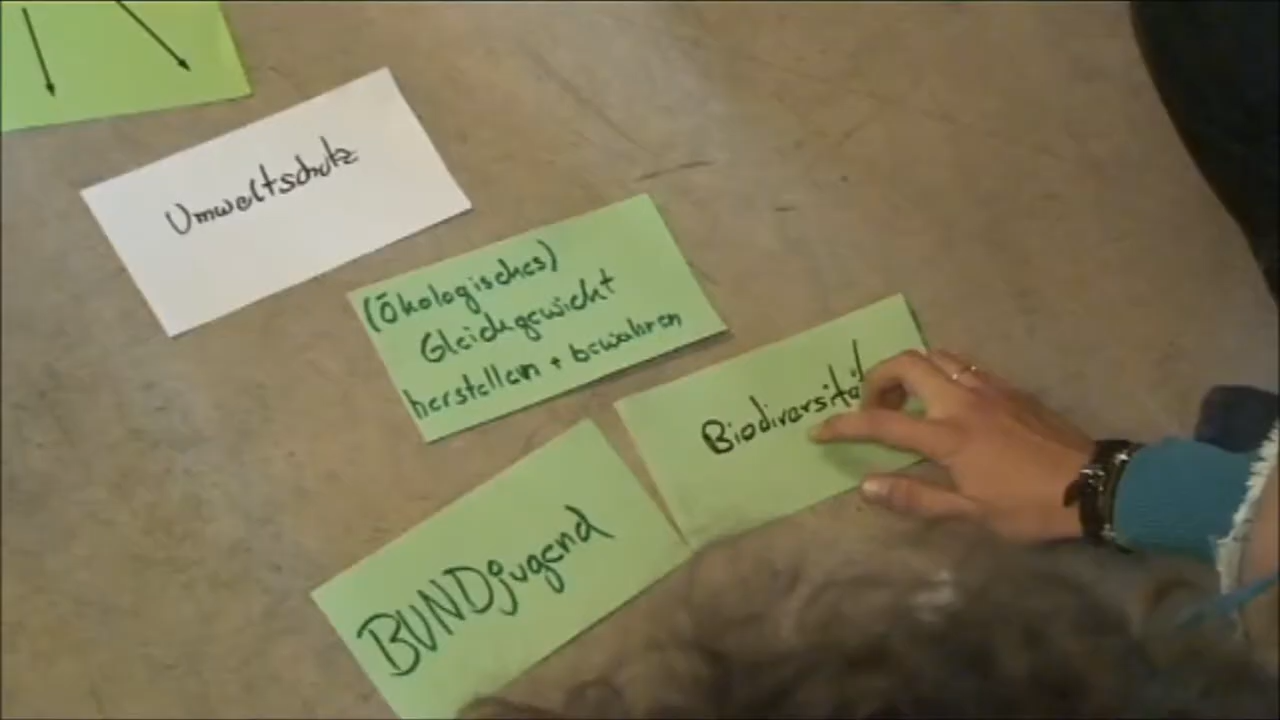 Umweltschutz
(Ökologisches)
Gleichgewicht
herstellen + bewahren
Biodiversität
BUNDjugend